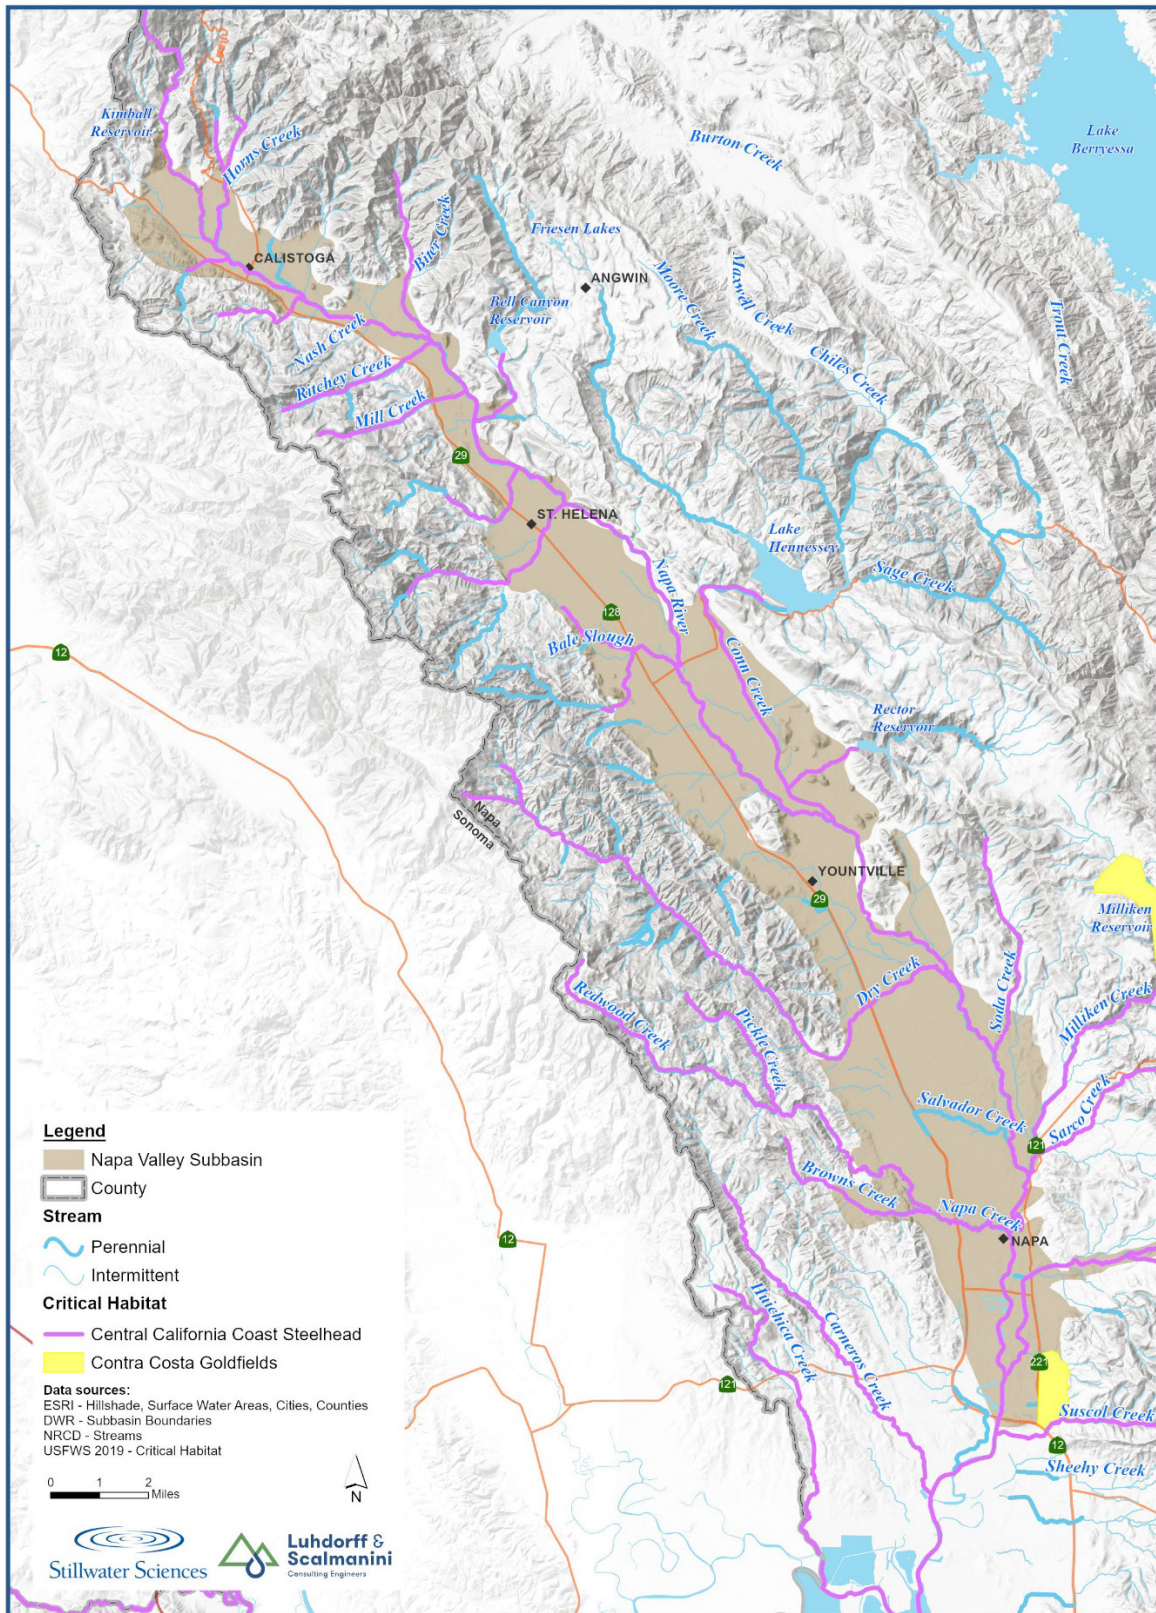 Kimball
Reservoir
Horns Creek
Burton Creek
Lake
Berryessa
CALISTOGA
Biter Creek
Friesen Lakes
ANGWIN
Bell Canyon
Reservoir
Moore Creek
Maxwell Creek
Chiles Creek
Trout Creek
Nash Creek
Ritchey Creek
Mill Creek
29
ST. HELENA
Lake
Hennessey
Sage Creek
Napa River
128
12
Bale Slough
Conn Creek
Rector
Reservoir
Napa
Sonoma
YOUNTVILLE
29
Milliken
Reservoir
Redwood Creek
Pickle Creek
Dry Creek
Soda Creek
Milliken Creek
Salvador Creek
Sarco Creek
121
Browns Creek
Napa Creek
NAPA
12
Huichica Creek
Carneros Creek
121
221
Suscol Creek
12
Sheehy Creek
Legend
Napa Valley Subbasin
County
Stream
Perennial
Intermittent
Critical Habitat
Central California Coast Steelhead
Contra Costa Goldfields
Data sources:
ESRI - Hillshade, Surface Water Areas, Cities, Counties
DWR - Subbasin Boundaries
NRCD - Streams
USFWS 2019 - Critical Habitat
0 1 2
Miles
N
Stillwater Sciences
Luhdorff &
Scalmanini
Consulting Engineers